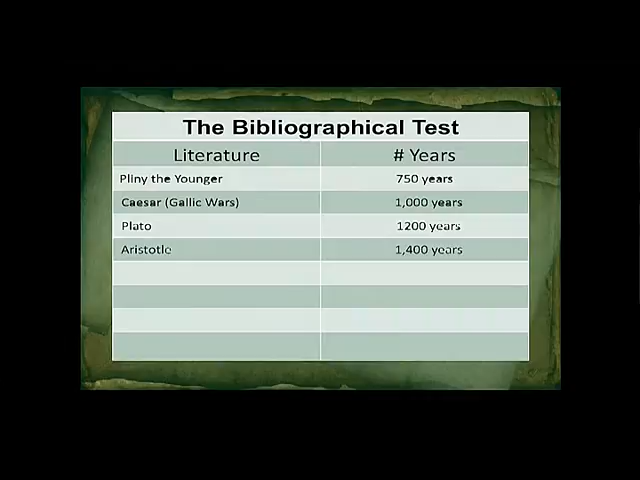 The Bibliographical Test
Literature # Years
Pliny the Younger 750 years
Caesar (Gallic Wars) 1,000 years
Plato 1200 years
Aristotle 1,400 years